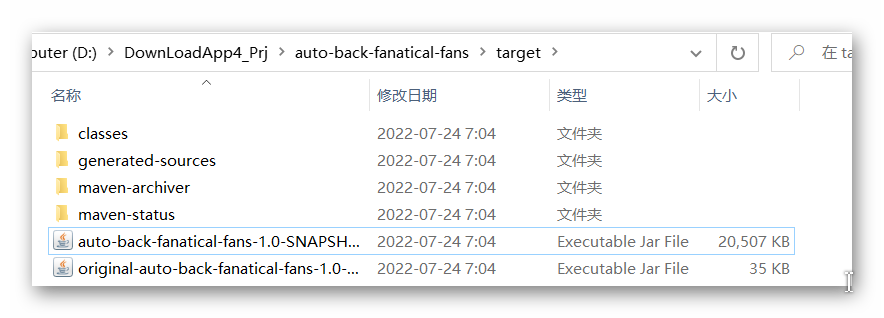 outer (D:) > DownLoadApp4_Prj > auto-back-fanatical-fans > target > 在 ta
名称 修改日期 类型 大小
classes 2022-07-24 7:04 文件夹
generated-sources 2022-07-24 7:04 文件夹
maven-archiver 2022-07-24 7:04 文件夹
maven-status 2022-07-24 7:04 文件夹
auto-back-fanatical-fans-1.0-SNAPSH... 2022-07-24 7:04 Executable Jar File 20,507 KB
original-auto-back-fanatical-fans-1.0-... 2022-07-24 7:04 Executable Jar File 35 KB